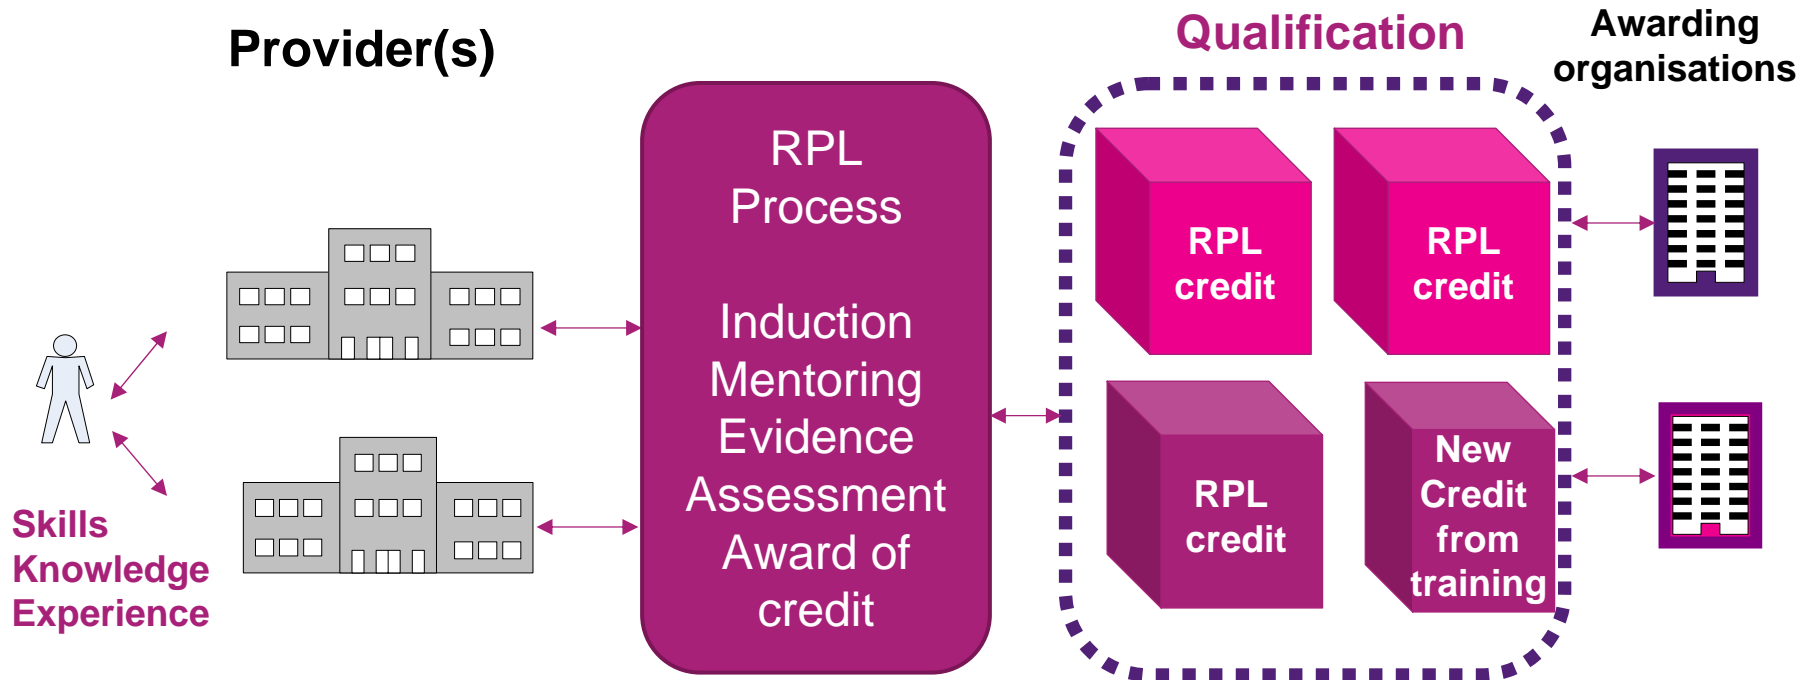 Provider(s)
Qualification
Awarding
organisations
RPL
Process
Induction
Mentoring
Evidence
Assessment
Award of
credit
RPL
credit
RPL
credit
RPL
credit
New
Credit
from
training
Skills
Knowledge
Experience